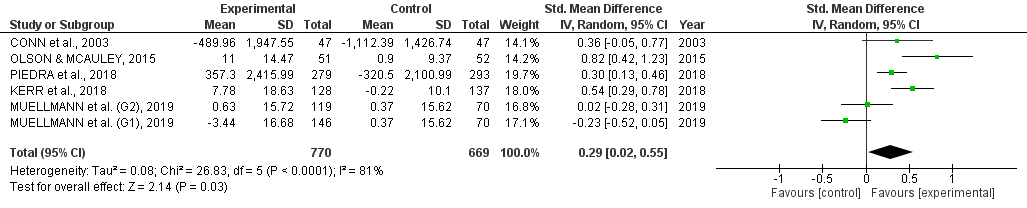 Experimental Control Std. Mean Difference Std. Mean Difference
Study or Subgroup Mean SD Total Mean SD Total Weight IV, Random, 95% CI Year IV, Random, 95% CI
CONN et al., 2003 -489.96 1,947.55 47 -1,112.39 1,426.74 47 14.1% 0.36 [-0.05, 0.77] 2003
OLSON & MCAULEY, 2015 11 14.47 51 0.9 9.37 52 14.2% 0.82 [0.42, 1.23] 2015
PIEDRA et al., 2018 357.3 2,415.99 279 -320.5 2,100.99 293 20.1% 0.30 [0.13, 0.46] 2018
KERR et al., 2018 7.78 18.63 128 -0.22 10.1 137 18.0% 0.54 [0.29, 0.78] 2018
MUELLMANN et al. (G2), 2019 0.63 15.72 119 0.37 15.62 70 16.6% 0.02 [-0.28, 0.31] 2019
MUELLMANN et al. (G1), 2019 -3.44 16.68 146 0.37 15.62 70 17.1% -0.23 [-0.52, 0.05] 2019
Total (95% CI) 770 669 100.0% 0.29 [0.02, 0.55]
Heterogeneity: Tau² = 0.08; Chi² = 26.83, df = 5 (P < 0.0001); I² = 81%
Test for overall effect: Z = 2.14 (P = 0.03)
-1 -0.5 0 0.5 1
Favours [control] Favours [experimental]